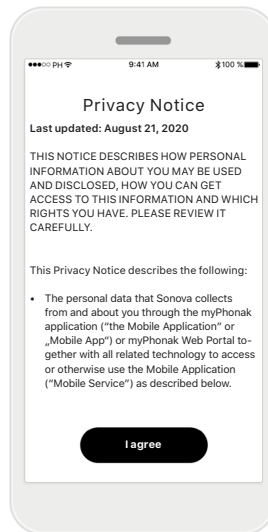 ●●●○○ PH 9:41 AM 100 %
Privacy Notice
Last updated: August 21, 2020
THIS NOTICE DESCRIBES HOW PERSONAL
INFORMATION ABOUT YOU MAY BE USED
AND DISCLOSED, HOW YOU CAN GET
ACCESS TO THIS INFORMATION AND WHICH
RIGHTS YOU HAVE. PLEASE REVIEW IT
CAREFULLY.
This Privacy Notice describes the following:
• The personal data that Sonova collects
from and about you through the myPhonak
application (“the Mobile Application” or
„Mobile App”) or myPhonak Web Portal to-
gether with all related technology to access
or otherwise use the Mobile Application
(“Mobile Service”) as described below.
I agree